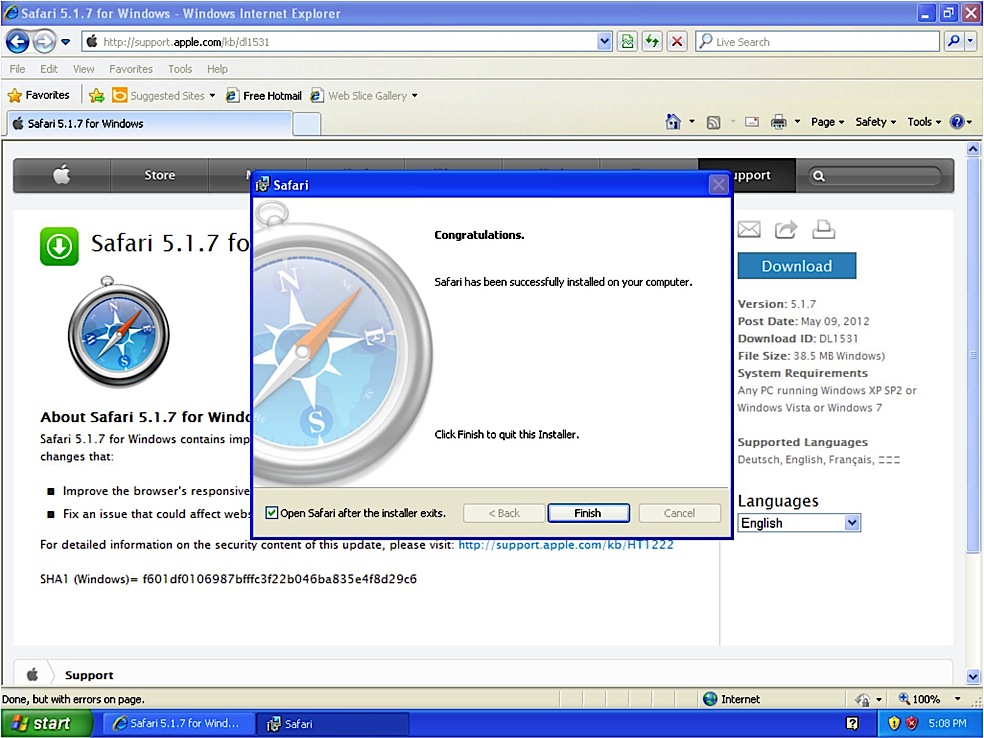 Safari 5.1.7 for Windows - Windows Internet Explorer
http://support.apple.com/kb/dl1531
Live Search
File Edit View Favorites Tools Help
Favorites Suggested Sites Free Hotmail Web Slice Gallery
Safari 5.1.7 for Windows
Page Safety Tools
Store
upport
Safari
Safari 5.1.7 fo
N
E
S
Congratulations.
Safari has been successfully installed on your computer.
Click Finish to quit this Installer.
Open Safari after the installer exits. < Back Finish Cancel
Download
Version: 5.1.7
Post Date: May 09, 2012
Download ID: DL1531
File Size: 38.5 MB Windows)
System Requirements
Any PC running Windows XP SP2 or
Windows Vista or Windows 7
Supported Languages
Deutsch, English, Français,
Languages
English
About Safari 5.1.7 for Windo
Safari 5.1.7 for Windows contains imp
changes that:
Improve the browser's responsive
Fix an issue that could affect webs
For detailed information on the security content of this update, please visit: http://support.apple.com/kb/HT1222
SHA1 (Windows)= f601df0106987bfffc3f22b046ba835e4f8d29c6
Support
Done, but with errors on page. Internet 100%
start Safari 5.1.7 for Wind... Safari 5:08 PM